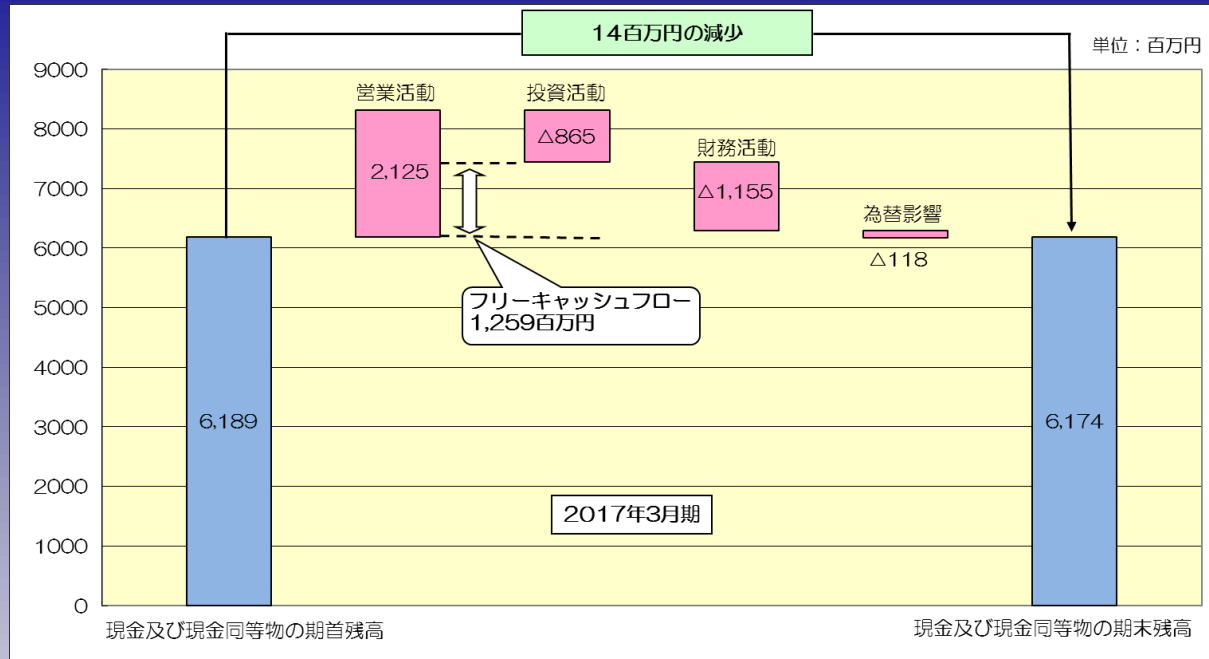 14百万円の減少
単位：百万円
9000
8000
7000
6000
5000
4000
3000
2000
1000
0
営業活動
2,125
投資活動
△865
財務活動
△1,155
為替影響
△118
フリーキャッシュフロー
1,259百万円
6,189
6,174
2017年3月期
現金及び現金同等物の期首残高
現金及び現金同等物の期末残高